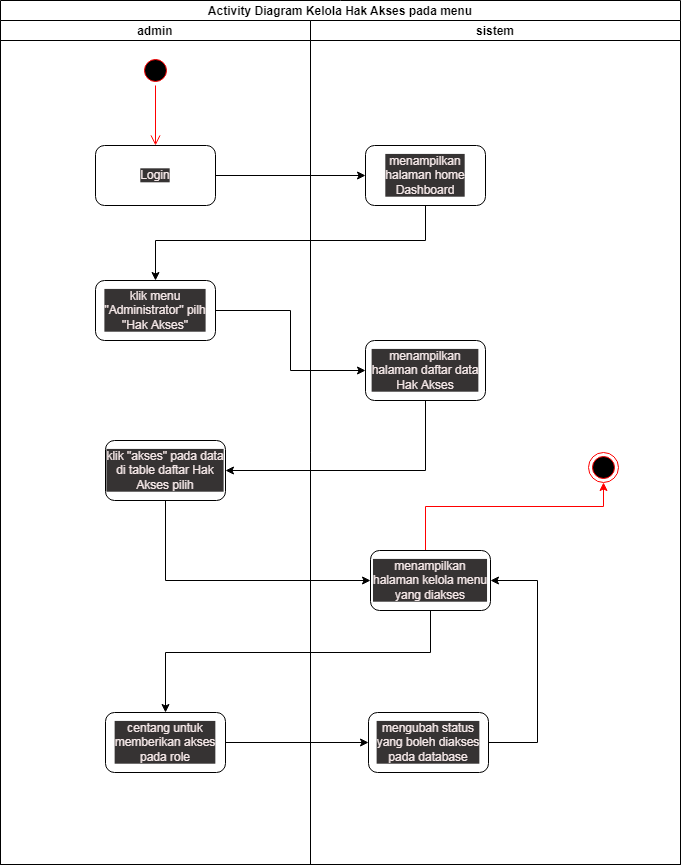 Activity Diagram Kelola Hak Akses pada menu
admin
sistem
Login
menampilkan
halaman home
Dashboard
klik menu
"Administrator" pilh
"Hak Akses"
menampilkan
halaman daftar data
Hak Akses
klik "akses" pada data
di table daftar Hak
Akses pilih
menampilkan
halaman kelola menu
yang diakses
centang untuk
memberikan akses
pada role
mengubah status
yang boleh diakses
pada database